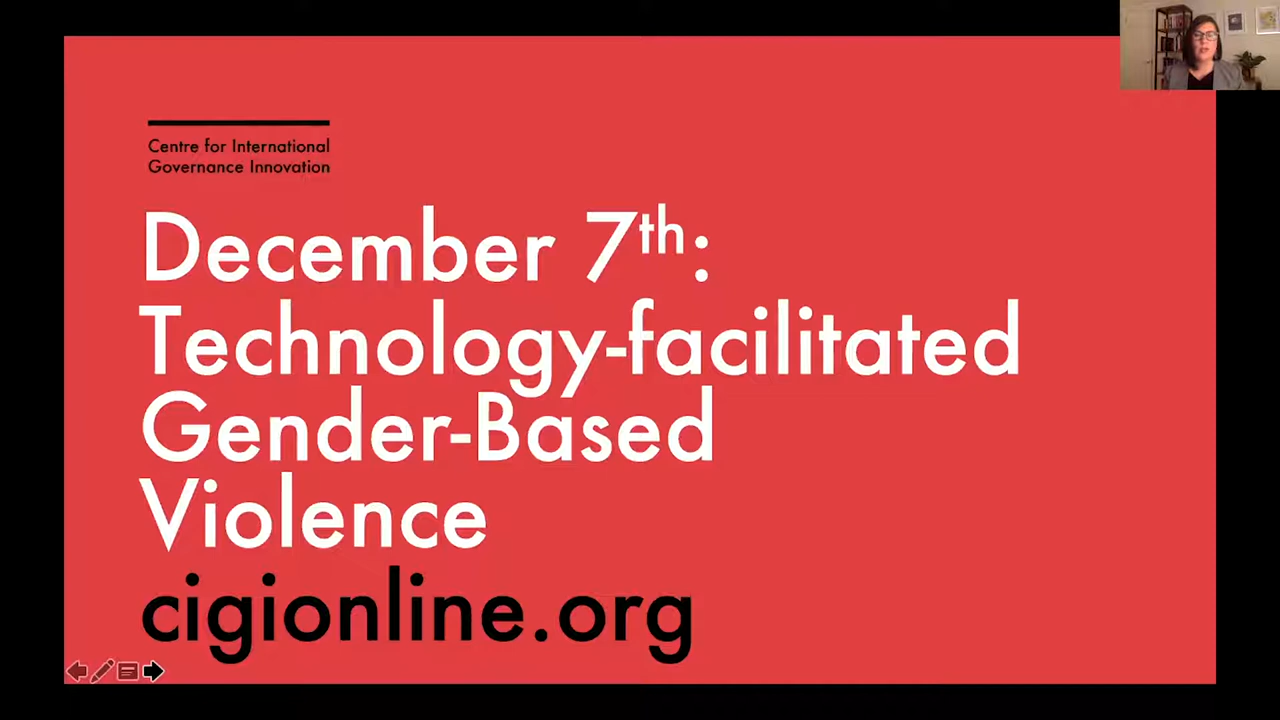 Centre for International
Governance Innovation
December 7th:
Technology-facilitated
Gender-Based
Violence
cigionline.org